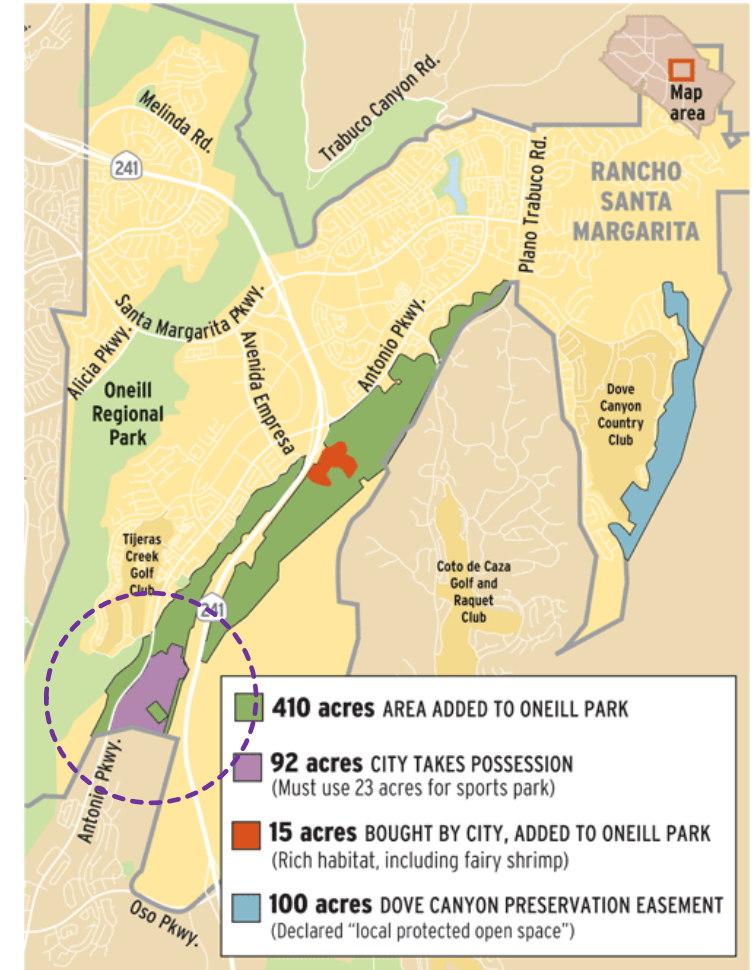 Melinda Rd.
Trabuco Canyon Rd.
Map
area
241
Plano Trabuco Rd.
RANCHO
SANTA
MARGARITA
Santa Margarita Pkwy.
Alicia Pkwy.
Antonio Pkwy.
Avenida Empresa
Oneill
Regional
Park
Dove
Canyon
Country
Club
Tijeras
Creek
Golf
Club
Coto de Caza
Golf and
Raquet
Club
241
Antonio Pkwy.
Oso Pkwy.
410 acres AREA ADDED TO ONEILL PARK
92 acres CITY TAKES POSSESSION
(Must use 23 acres for sports park)
15 acres BOUGHT BY CITY, ADDED TO ONEILL PARK
(Rich habitat, including fairy shrimp)
100 acres DOVE CANYON PRESERVATION EASEMENT
(Declared “local protected open space”)